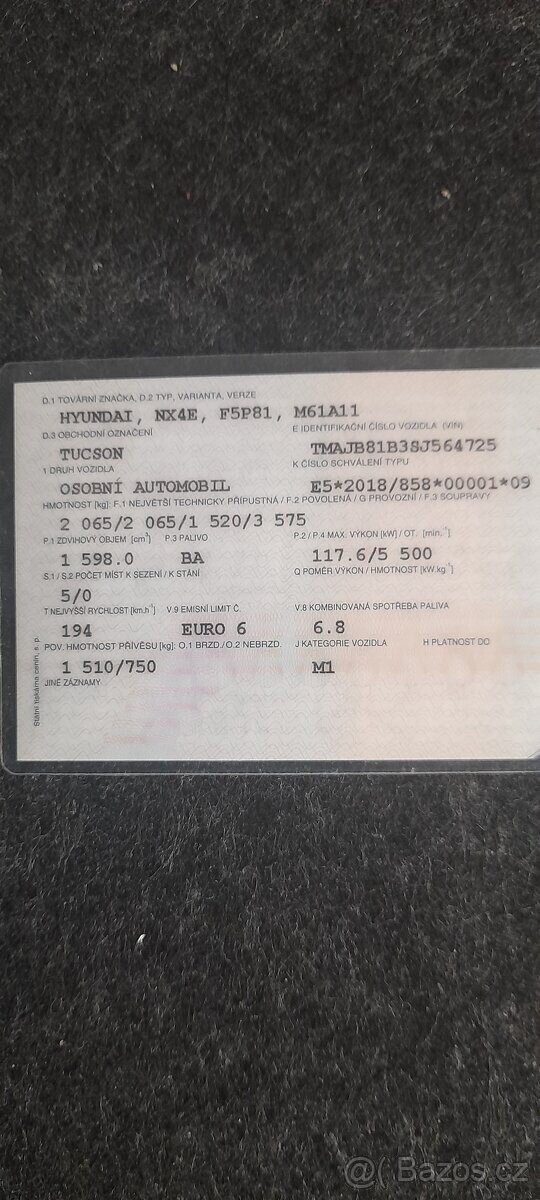 D.1 TOVÁRNÍ ZNAČKA, D.2 TYP, VARIANTA, VERZE
HYUNDAI, NX4E, F5P81, M61A11
D.3 OBCHODNÍ OZNAČENÍ E IDENTIFIKAČNÍ ČÍSLO VOZIDLA (VIN)
TUCSON TMAJB81B3SJ564725
1 DRUH VOZIDLA K ČÍSLO SCHVÁLENÍ TYPU
OSOBNÍ AUTOMOBIL E5*2018/858*00001*09
HMOTNOST [kg]: F.1 NEJVĚTŠÍ TECHNICKY PŘÍPUSTNÁ / F.2 POVOLENÁ / G PROVOZNÍ / F.3 SOUPRAVY
2 065/2 065/1 520/3 575
P.1 ZDVIHOVÝ OBJEM [cm³] P.3 PALIVO P.2 / P.4 MAX. VÝKON [kW] / OT. [min.⁻¹]
1 598.0 BA 117.6/5 500
S.1 / S.2 POČET MÍST K SEZENÍ / K STÁNÍ Q POMĚR VÝKON / HMOTNOST [kW.kg⁻¹]
5/0
T NEJVYŠŠÍ RYCHLOST [km.h⁻¹] V.9 EMISNÍ LIMIT Č. V.8 KOMBINOVANÁ SPOTŘEBA PALIVA
194 EURO 6 6.8
POV. HMOTNOST PŘÍVĚSU [kg]: O.1 BRZD./ O.2 NEBRZD. J KATEGORIE VOZIDLA H PLATNOST DO
1 510/750 M1
JINÉ ZÁZNAMY
Státní tiskárna cenin, s. p.
Bazos.cz